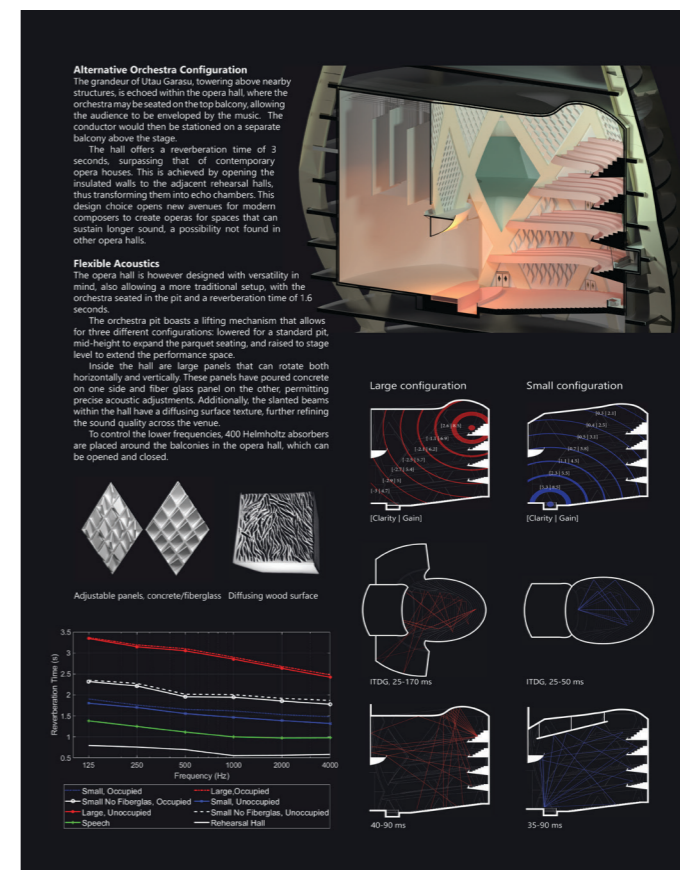 Alternative Orchestra Configuration
The grandeur of Utau Garasu, towering above nearby
structures, is echoed within the opera hall, where the
orchestra may be seated on the top balcony, allowing
the audience to be enveloped by the music. The
conductor would then be stationed on a separate
balcony above the stage.
The hall offers a reverberation time of 3
seconds, surpassing that of contemporary
opera houses. This is achieved by opening the
insulated walls to the adjacent rehearsal halls,
thus transforming them into echo chambers. This
design choice opens new avenues for modern
composers to create operas for spaces that can
sustain longer sound, a possibility not found in
other opera halls.
Flexible Acoustics
The opera hall is however designed with versatility in
mind, also allowing a more traditional setup, with the
orchestra seated in the pit and a reverberation time of 1.6
seconds.
The orchestra pit boasts a lifting mechanism that allows
for three different configurations: lowered for a standard pit,
mid-height to expand the parquet seating, and raised to stage
level to extend the performance space.
Inside the hall are large panels that can rotate both
horizontally and vertically. These panels have poured concrete
on one side and fiber glass panel on the other, permitting
precise acoustic adjustments. Additionally, the slanted beams
within the hall have a diffusing surface texture, further refining
the sound quality across the venue.
To control the lower frequencies, 400 Helmholtz absorbers
are placed around the balconies in the opera hall, which can
be opened and closed.
Adjustable panels, concrete/fiberglass
Diffusing wood surface
3.5
3
2.5
2
1.5
1
0.5
Reverberation Time (s)
125 250 500 1000 2000 4000
Frequency (Hz)
Small, Occupied
Large,Occupied
Small No Fiberglas, Occupied
Small, Unoccupied
Large, Unoccupied
Small No Fiberglas, Unoccupied
Speech
Rehearsal Hall
Large configuration
Small configuration
[Clarity | Gain]
[Clarity | Gain]
ITDG, 25-170 ms
ITDG, 25-50 ms
40-90 ms
35-90 ms